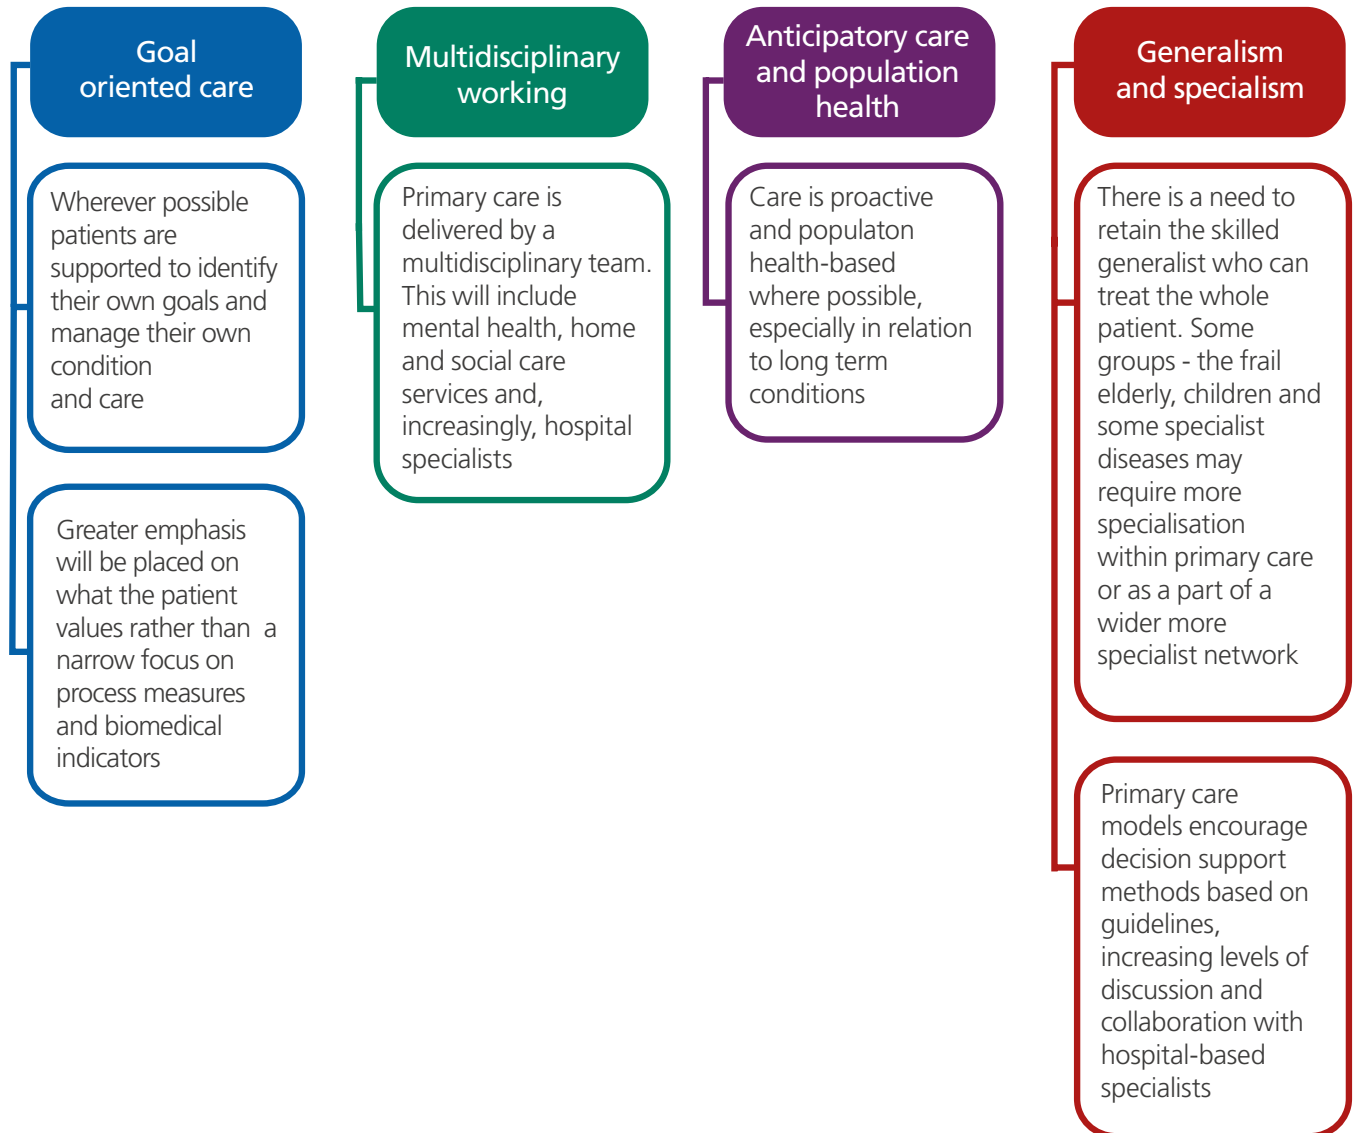 Goal
oriented care
Wherever possible
patients are
supported to identify
their own goals and
manage their own
condition
and care
Greater emphasis
will be placed on
what the patient
values rather than  a
narrow focus on
process measures
and biomedical
indicators
Multidisciplinary
working
Primary care is
delivered by a
multidisciplinary team.
This will include
mental health, home
and social care
services and,
increasingly, hospital
specialists
Anticipatory care
and population
health
Care is proactive
and populaton
health-based
where possible,
especially in relation
to long term
conditions
Generalism
and specialism
There is a need to
retain the skilled
generalist who can
treat the whole
patient. Some
groups - the frail
elderly, children and
some specialist
diseases may
require more
specialisation
within primary care
or as a part of a
wider more
specialist network
Primary care
models encourage
decision support
methods based on
guidelines,
increasing levels of
discussion and
collaboration with
hospital-based
specialists